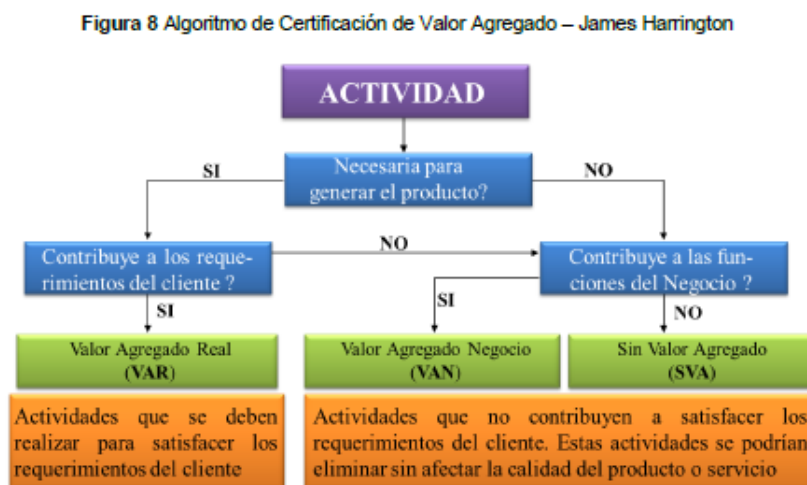 Figura 8 Algoritmo de Certificación de Valor Agregado – James Harrington
ACTIVIDAD
SI
Necesaria para
generar el producto?
NO
Contribuye a los reque-
rimientos del cliente ?
NO
Contribuye a las fun-
ciones del Negocio ?
SI
SI
NO
Valor Agregado Real
(VAR)
Valor Agregado Negocio
(VAN)
Sin Valor Agregado
(SVA)
Actividades que se deben
realizar para satisfacer los
requerimientos del cliente
Actividades que no contribuyen a satisfacer los
requerimientos del cliente. Estas actividades se podrían
eliminar sin afectar la calidad del producto o servicio